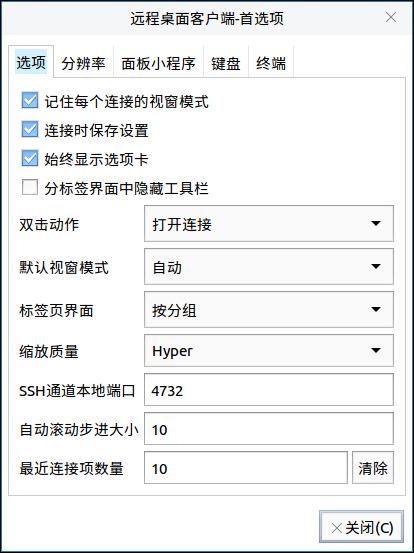 远程桌面客户端-首选项
选项 分辨率 面板小程序 键盘 终端
记住每个连接的视窗模式
连接时保存设置
始终显示选项卡
分标签界面中隐藏工具栏
双击动作 打开连接
默认视窗模式 自动
标签页界面 按分组
缩放质量 Hyper
SSH通道本地端口 4732
自动滚动步进大小 10
最近连接项数量 10 清除
关闭(C)